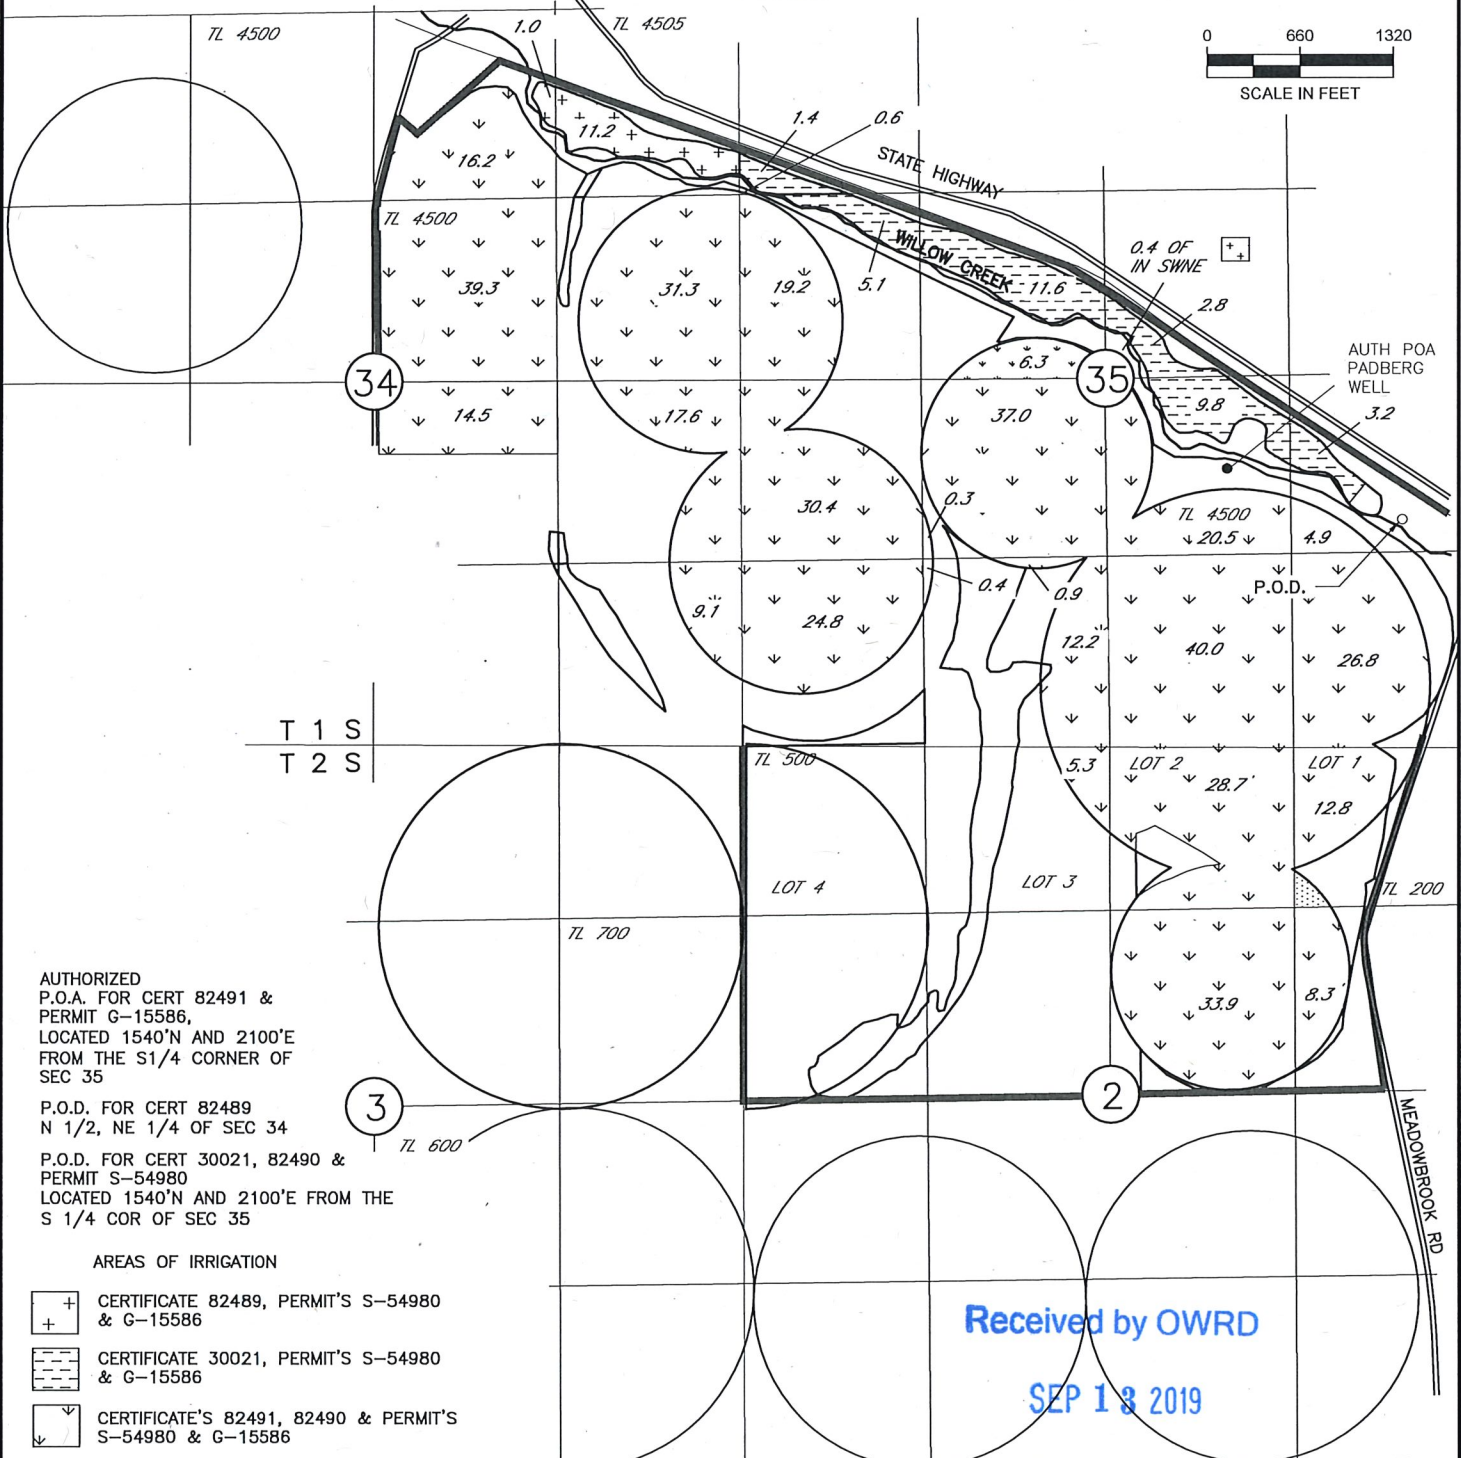 TL 4500
1.0
TL 4505
0 660 1320
SCALE IN FEET
1.4
0.6
STATE HIGHWAY
11.2
16.2
TL 4500
WILLOW CREEK
0.4 OF
IN SWNE
39.3
31.3
19.2
5.1
11.6
2.8
AUTH POA
PADBERG
WELL
34
6.3
35
14.5
17.6
37.0
9.8
3.2
30.4
0.3
TL 4500
20.5
4.9
0.4
0.9
P.O.D.
9.1
24.8
12.2
40.0
26.8
T 1 S
T 2 S
TL 500
5.3
LOT 2
LOT 1
28.7
12.8
LOT 4
LOT 3
TL 200
TL 700
33.9
8.3
AUTHORIZED
P.O.A. FOR CERT 82491 &
PERMIT G-15586,
LOCATED 1540'N AND 2100'E
FROM THE S1/4 CORNER OF
SEC 35
3
2
P.O.D. FOR CERT 82489
N 1/2, NE 1/4 OF SEC 34
TL 600
MEADOWBROOK RD
P.O.D. FOR CERT 30021, 82490 &
PERMIT S-54980
LOCATED 1540'N AND 2100'E FROM THE
S 1/4 COR OF SEC 35
AREAS OF IRRIGATION
CERTIFICATE 82489, PERMIT'S S-54980
& G-15586
CERTIFICATE 30021, PERMIT'S S-54980
& G-15586
CERTIFICATE'S 82491, 82490 & PERMIT'S
S-54980 & G-15586
Received by OWRD
SEP 13 2019